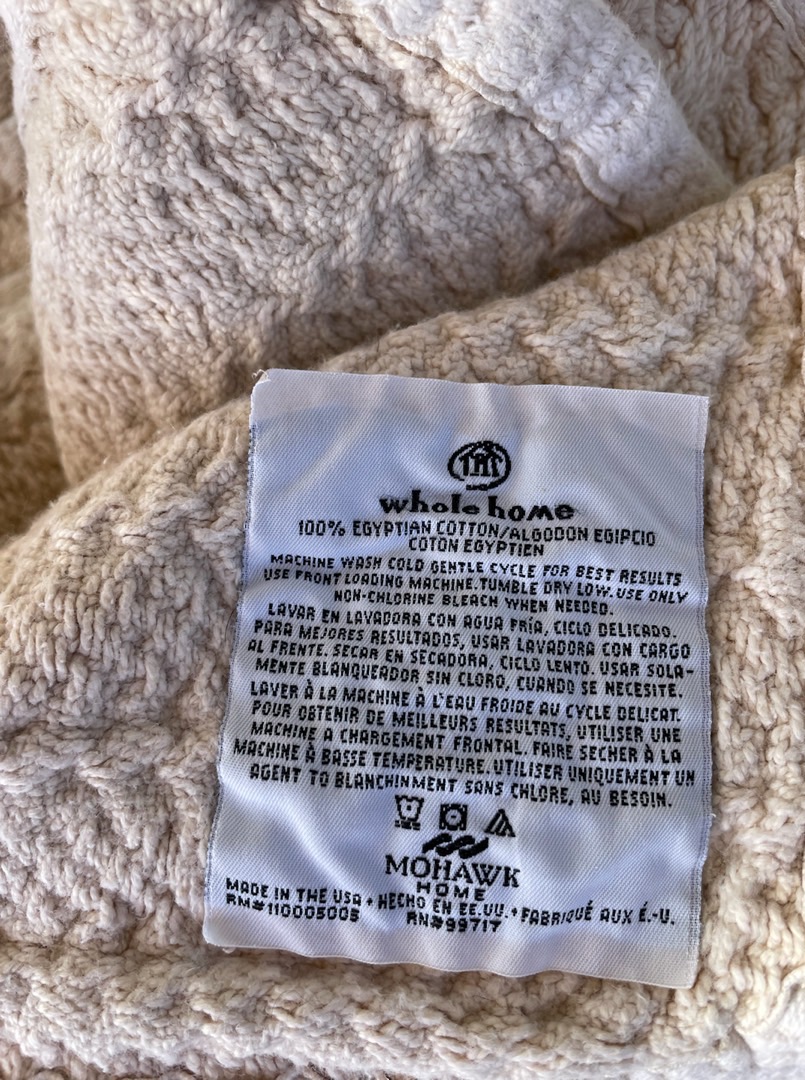 whole home
100% EGYPTIAN COTTON/ALGODON EGIPCIO
COTON EGYPTIEN
MACHINE WASH COLD GENTLE CYCLE FOR BEST RESULTS
USE FRONT LOADING MACHINE. TUMBLE DRY LOW. USE ONLY
NON-CHLORINE BLEACH WHEN NEEDED.
LAVAR EN LAVADORA CON AGUA FRÍA, CICLO DELICADO.
PARA MEJORES RESULTADOS, USAR LAVADORA CON CARGO
AL FRENTE. SECAR EN SECADORA, CICLO LENTO. USAR SOLA-
MENTE BLANQUEADOR SIN CLORO, CUANDO SE NECESITE.
LAVER À LA MACHINE À L'EAU FROIDE AU CYCLE DELICAT.
POUR OBTENIR DE MEILLEURS RESULTATS, UTILISER UNE
MACHINE A CHARGEMENT FRONTAL. FAIRE SECHER À LA
MACHINE À BASSE TEMPERATURE. UTILISER UNIQUEMENT UN
AGENT TO BLANCHINMENT SANS CHLORE, AU BESOIN.
MOHAWK
HOME
MADE IN THE USA + HECHO EN EE.UU. + FABRIQUÉ AUX É.-U.
RM#110005005 RN#99717